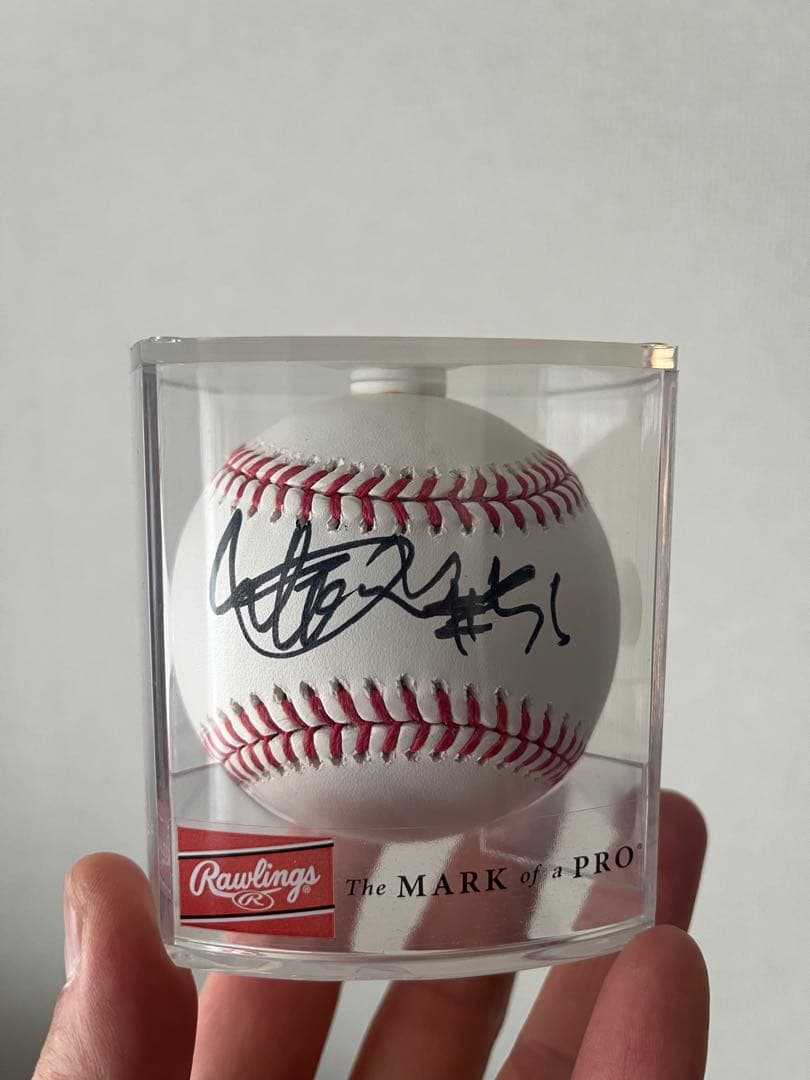 #51
Rawlings®
R
The MARK of a PRO®